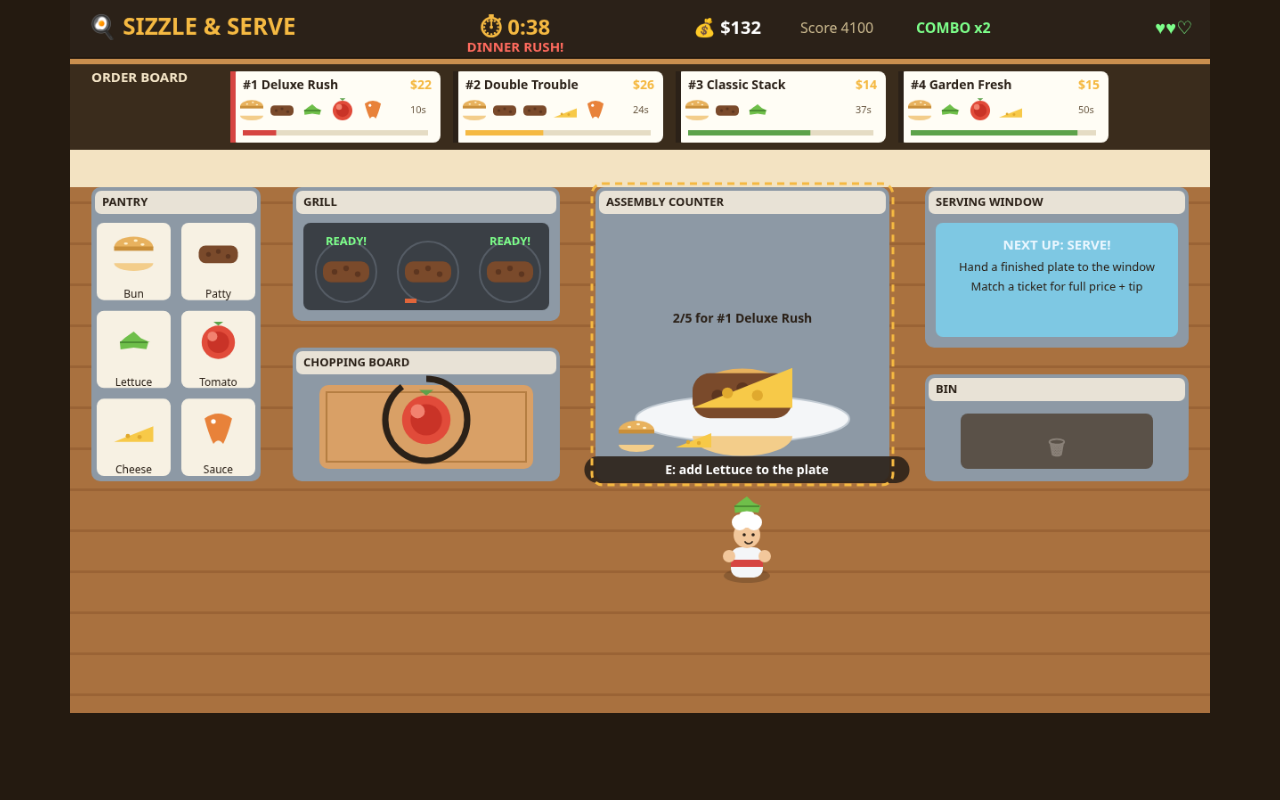 SIZZLE & SERVE
0:38
DINNER RUSH!
$132
Score 4100
COMBO x2
ORDER BOARD
#1 Deluxe Rush $22
10s
#2 Double Trouble $26
24s
#3 Classic Stack $14
37s
#4 Garden Fresh $15
50s
PANTRY
Bun
Patty
Lettuce
Tomato
Cheese
Sauce
GRILL
READY!
READY!
CHOPPING BOARD
ASSEMBLY COUNTER
2/5 for #1 Deluxe Rush
E: add Lettuce to the plate
SERVING WINDOW
NEXT UP: SERVE!
Hand a finished plate to the window
Match a ticket for full price + tip
BIN